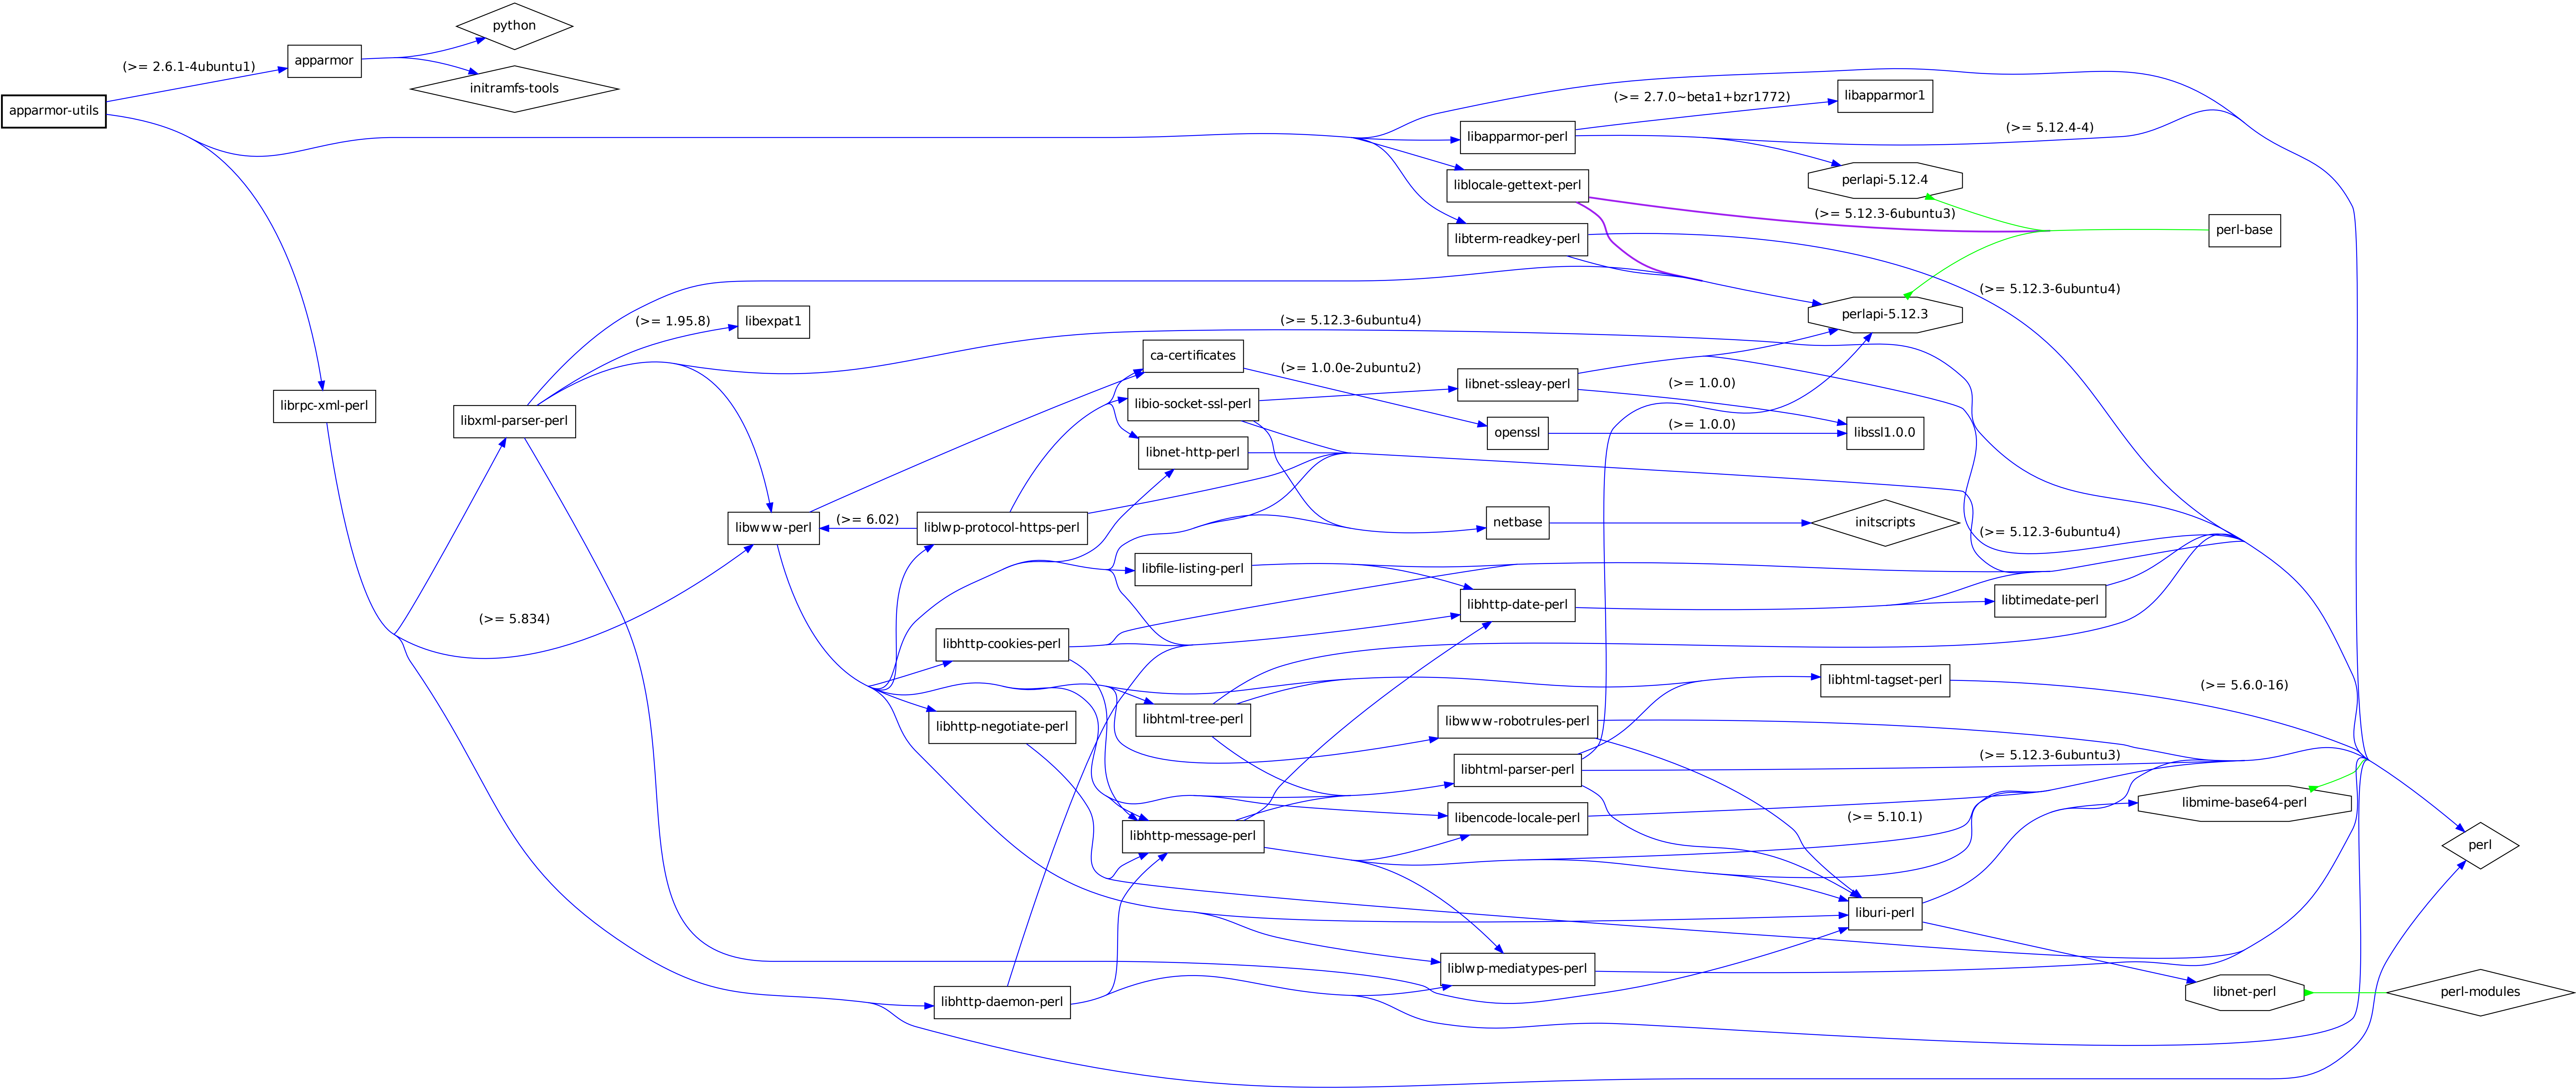 python
(>= 2.6.1-4ubuntu1)
apparmor
initramfs-tools
apparmor-utils
(>= 2.7.0~beta1+bzr1772)
libapparmor1
libapparmor-perl
(>= 5.12.4-4)
liblocale-gettext-perl
perlapi-5.12.4
(>= 5.12.3-6ubuntu3)
libterm-readkey-perl
perl-base
(>= 5.12.3-6ubuntu4)
(>= 1.95.8)
libexpat1
(>= 5.12.3-6ubuntu4)
perlapi-5.12.3
ca-certificates
(>= 1.0.0e-2ubuntu2)
libnet-ssleay-perl
(>= 1.0.0)
librpc-xml-perl
libxml-parser-perl
libio-socket-ssl-perl
openssl
(>= 1.0.0)
libssl1.0.0
libnet-http-perl
libwww-perl
(>= 6.02)
liblwp-protocol-https-perl
netbase
initscripts
(>= 5.12.3-6ubuntu4)
libfile-listing-perl
(>= 5.834)
libhttp-date-perl
libtimedate-perl
libhttp-cookies-perl
libhtml-tagset-perl
(>= 5.6.0-16)
libhttp-negotiate-perl
libhtml-tree-perl
libwww-robotrules-perl
libhtml-parser-perl
(>= 5.12.3-6ubuntu3)
libmime-base64-perl
libhttp-message-perl
libencode-locale-perl
(>= 5.10.1)
perl
liburi-perl
liblwp-mediatypes-perl
libhttp-daemon-perl
libnet-perl
perl-modules